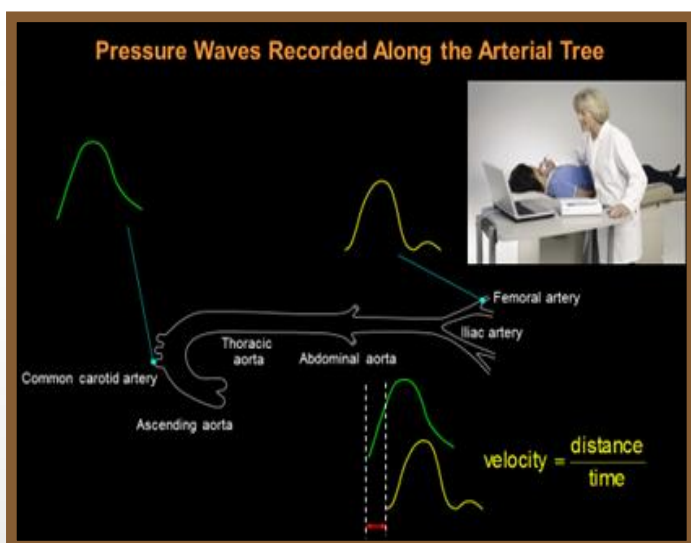 Pressure Waves Recorded Along the Arterial Tree
Femoral artery
Iliac artery
Thoracic
aorta
Abdominal aorta
Common carotid artery
Ascending aorta
velocity = distance
time